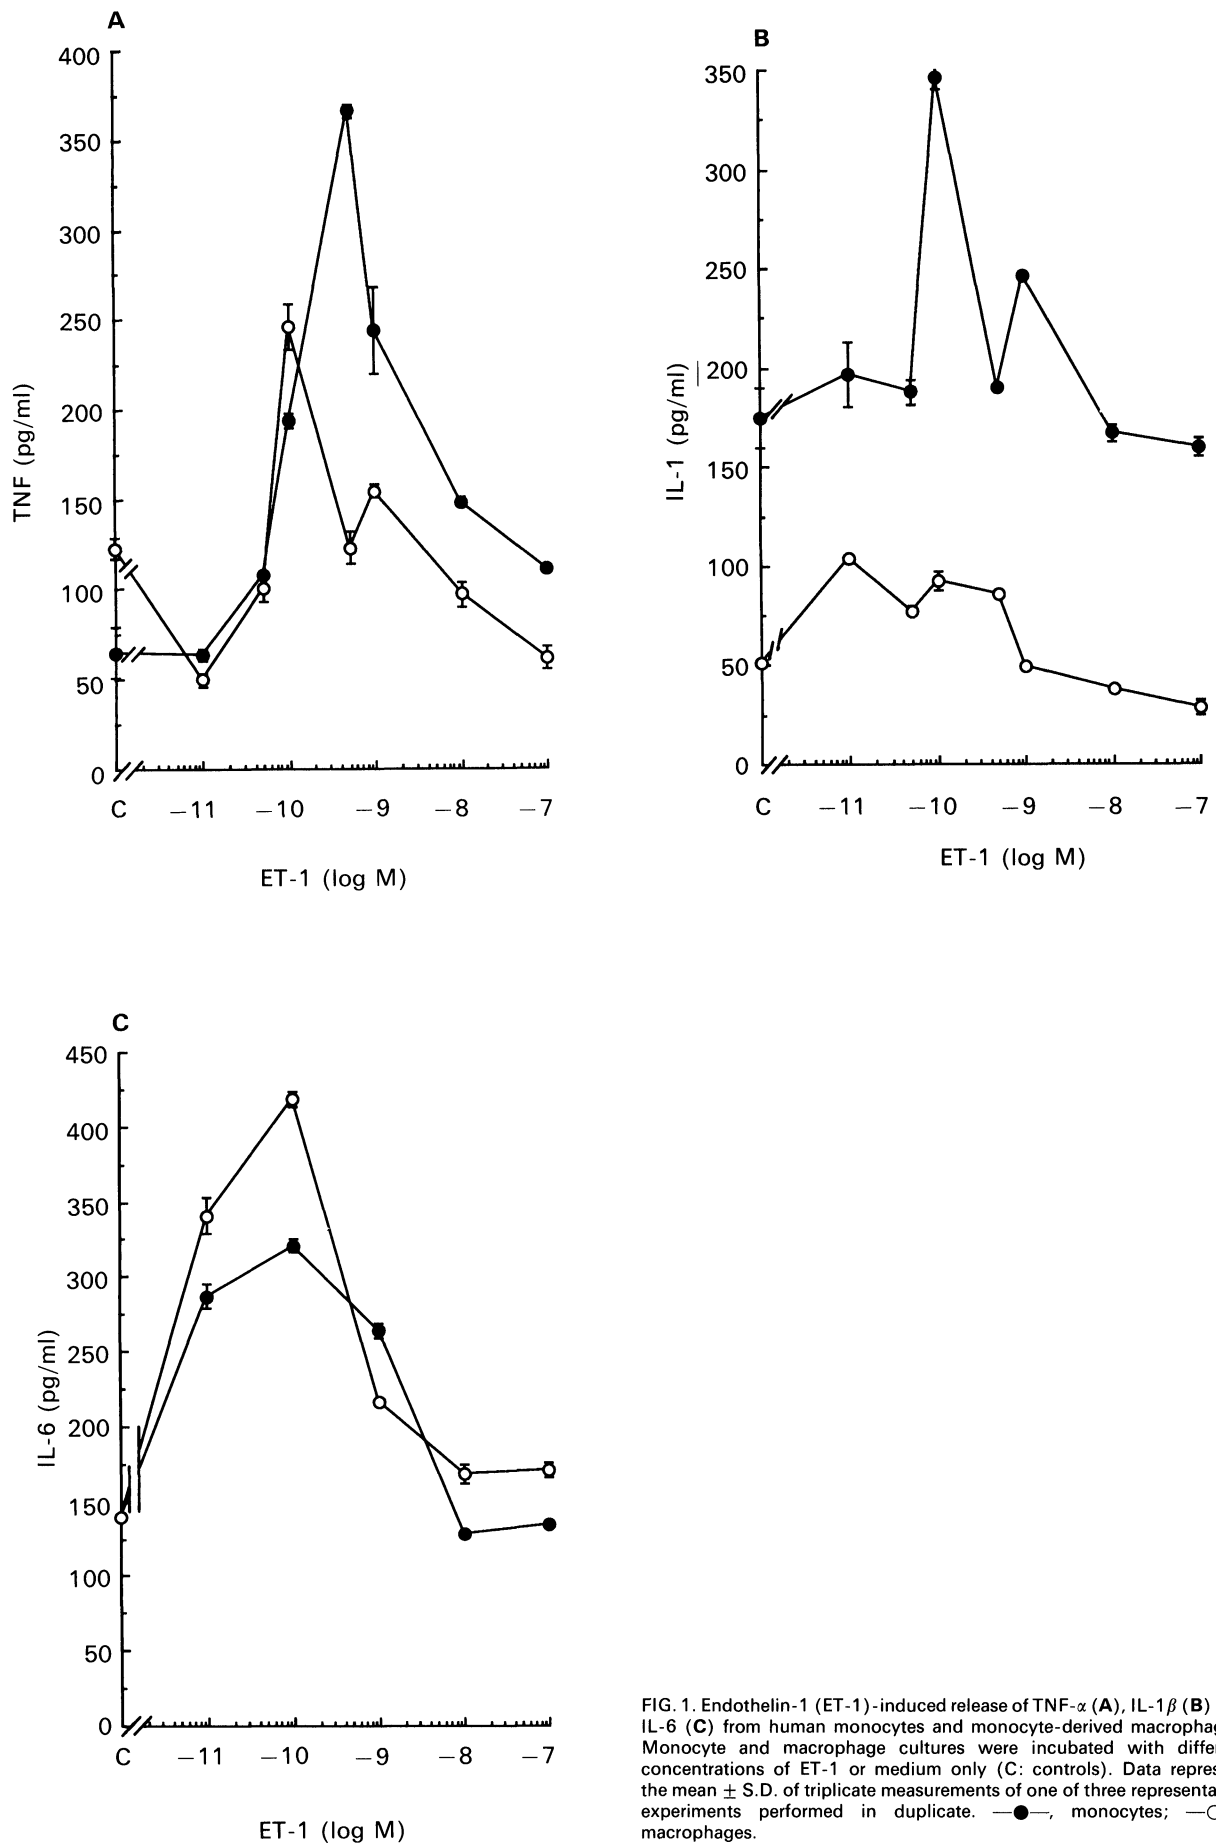 A
400
350
300
250
200
150
100
50
0
TNF (pg/ml)
C −11 −10 −9 −8 −7
ET-1 (log M)
B
350
300
250
200
150
100
50
0
IL-1 (pg/ml)
C −11 −10 −9 −8 −7
ET-1 (log M)
C
450
400
350
300
250
200
150
100
50
0
IL-6 (pg/ml)
C −11 −10 −9 −8 −7
ET-1 (log M)
FIG. 1. Endothelin-1 (ET-1)-induced release of TNF-α (A), IL-1β (B)
IL-6 (C) from human monocytes and monocyte-derived macrophag
Monocyte and macrophage cultures were incubated with differ
concentrations of ET-1 or medium only (C: controls). Data repres
the mean ± S.D. of triplicate measurements of one of three representa
experiments performed in duplicate. —●—, monocytes; —○
macrophages.